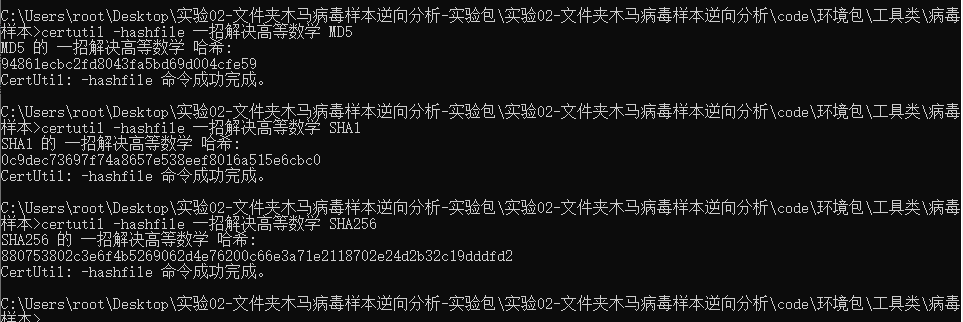 C:\Users\root\Desktop\实验02-文件夹木马病毒样本逆向分析-实验包\实验02-文件夹木马病毒样本逆向分析\code\环境包\工具类\病毒
样本>certutil -hashfile 一招解决高等数学 MD5
MD5 的 一招解决高等数学 哈希:
94861ecbc2fd8043fa5bd69d004cfe59
CertUtil: -hashfile 命令成功完成。
C:\Users\root\Desktop\实验02-文件夹木马病毒样本逆向分析-实验包\实验02-文件夹木马病毒样本逆向分析\code\环境包\工具类\病毒
样本>certutil -hashfile 一招解决高等数学 SHA1
SHA1 的 一招解决高等数学 哈希:
0c9dec73697f74a8657e538eef8016a515e6cbc0
CertUtil: -hashfile 命令成功完成。
C:\Users\root\Desktop\实验02-文件夹木马病毒样本逆向分析-实验包\实验02-文件夹木马病毒样本逆向分析\code\环境包\工具类\病毒
样本>certutil -hashfile 一招解决高等数学 SHA256
SHA256 的 一招解决高等数学 哈希:
880753802c3e6f4b5269062d4e76200c66e3a71e2118702e24d2b32c19dddfd2
CertUtil: -hashfile 命令成功完成。
C:\Users\root\Desktop\实验02-文件夹木马病毒样本逆向分析-实验包\实验02-文件夹木马病毒样本逆向分析\code\环境包\工具类\病毒
样本>